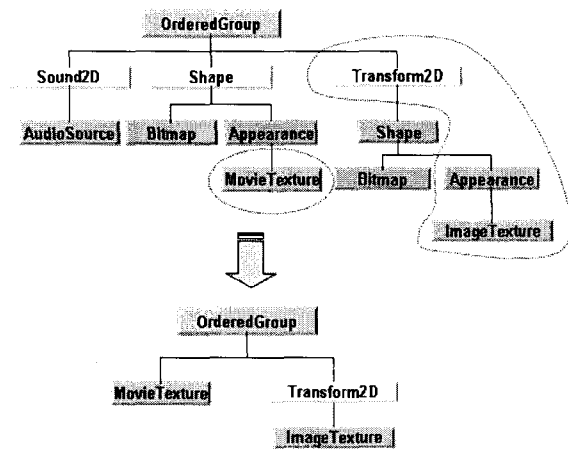 OrderedGroup
Sound2D Shape Transform2D
AudioSource Bitmap Appearance Shape
MovieTexture Bitmap Appearance
ImageTexture
OrderedGroup
MovieTexture Transform2D
ImageTexture